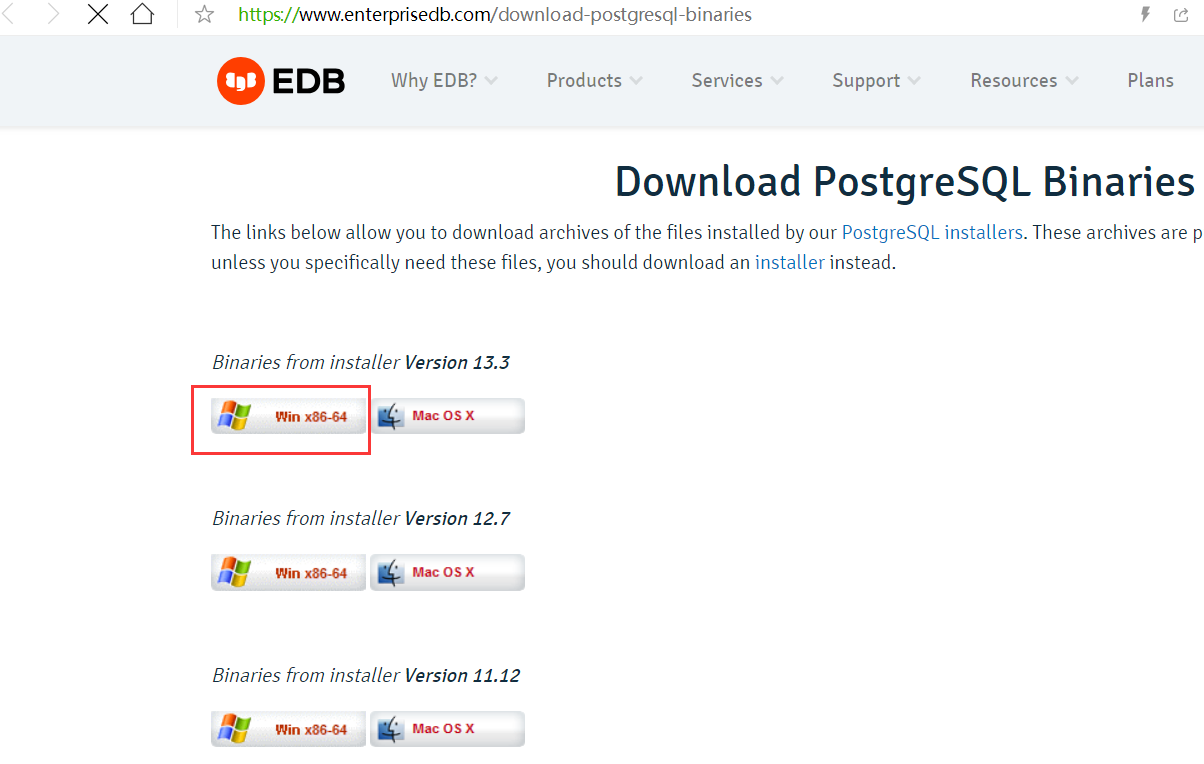 https://www.enterprisedb.com/download-postgresql-binaries
EDB Why EDB? Products Services Support Resources Plans
Download PostgreSQL Binaries
The links below allow you to download archives of the files installed by our PostgreSQL installers. These archives are p
unless you specifically need these files, you should download an installer instead.
Binaries from installer Version 13.3
Win x86-64 Mac OS X
Binaries from installer Version 12.7
Win x86-64 Mac OS X
Binaries from installer Version 11.12
Win x86-64 Mac OS X